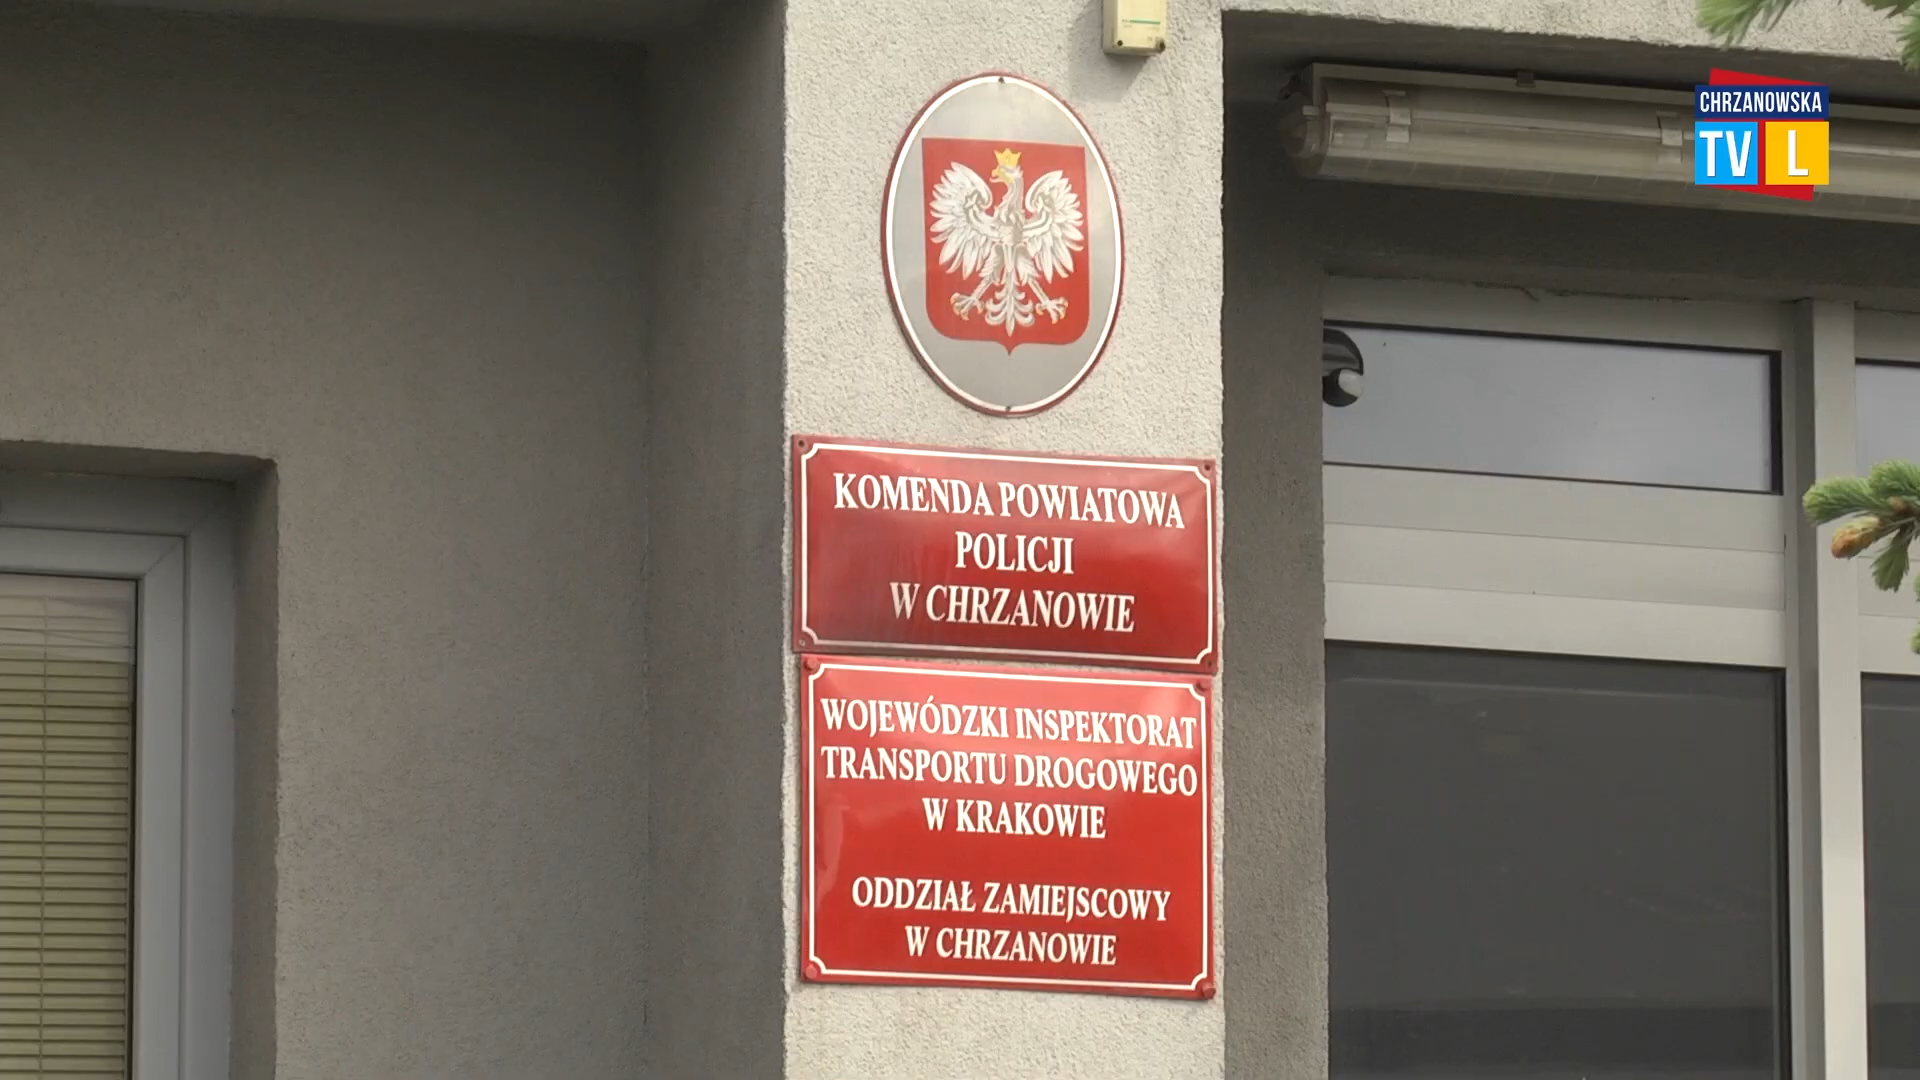 CHRZANOWSKA
TV L
KOMENDA POWIATOWA
POLICJI
W CHRZANOWIE
WOJEWÓDZKI INSPEKTORAT
TRANSPORTU DROGOWEGO
W KRAKOWIE
ODDZIAŁ ZAMIEJSCOWY
W CHRZANOWIE